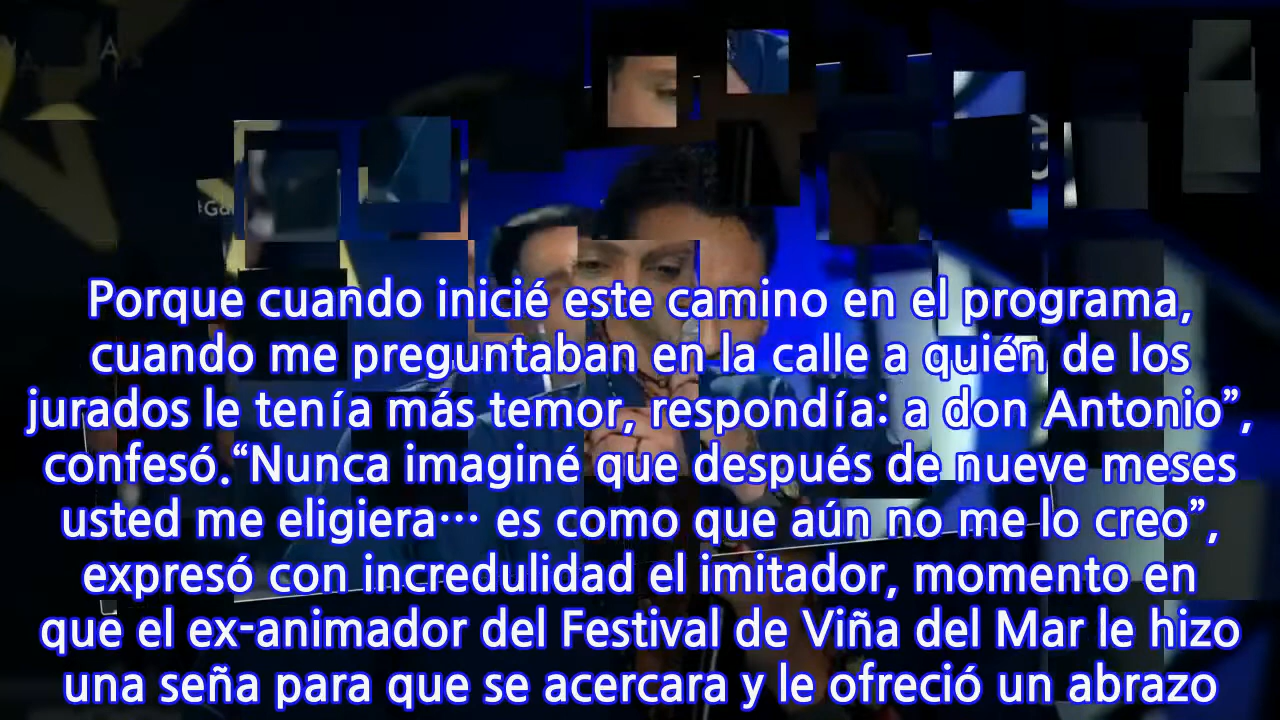 Porque cuando inicié este camino en el programa,
cuando me preguntaban en la calle a quién de los
jurados le tenía más temor, respondía: a don Antonio”,
confesó.“Nunca imaginé que después de nueve meses
usted me eligiera… es como que aún no me lo creo”,
expresó con incredulidad el imitador, momento en
que el ex-animador del Festival de Viña del Mar le hizo
una seña para que se acercara y le ofreció un abrazo